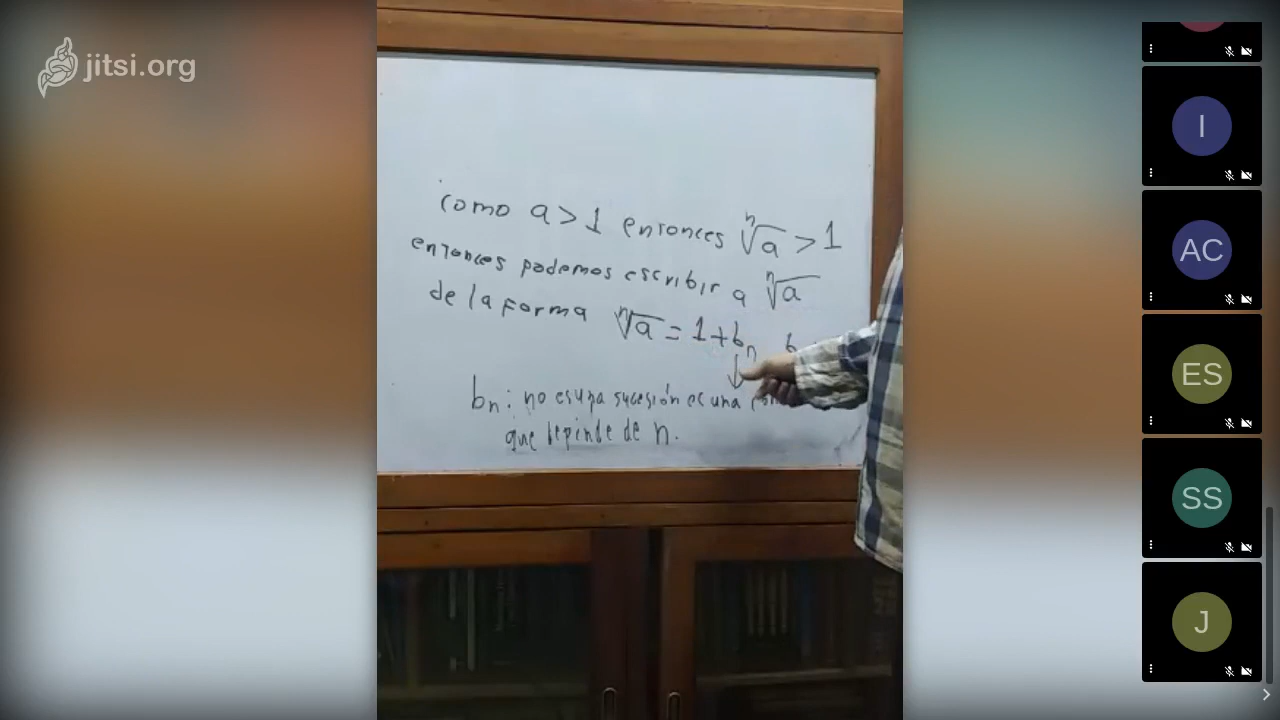 jitsi.org
como a > 1 entonces ⁿ√a > 1
entonces podemos escribir a ⁿ√a
de la forma ⁿ√a = 1 + bₙ b
↓
bₙ: no es una sucesión es una
que depende de n.
I
AC
ES
SS
J